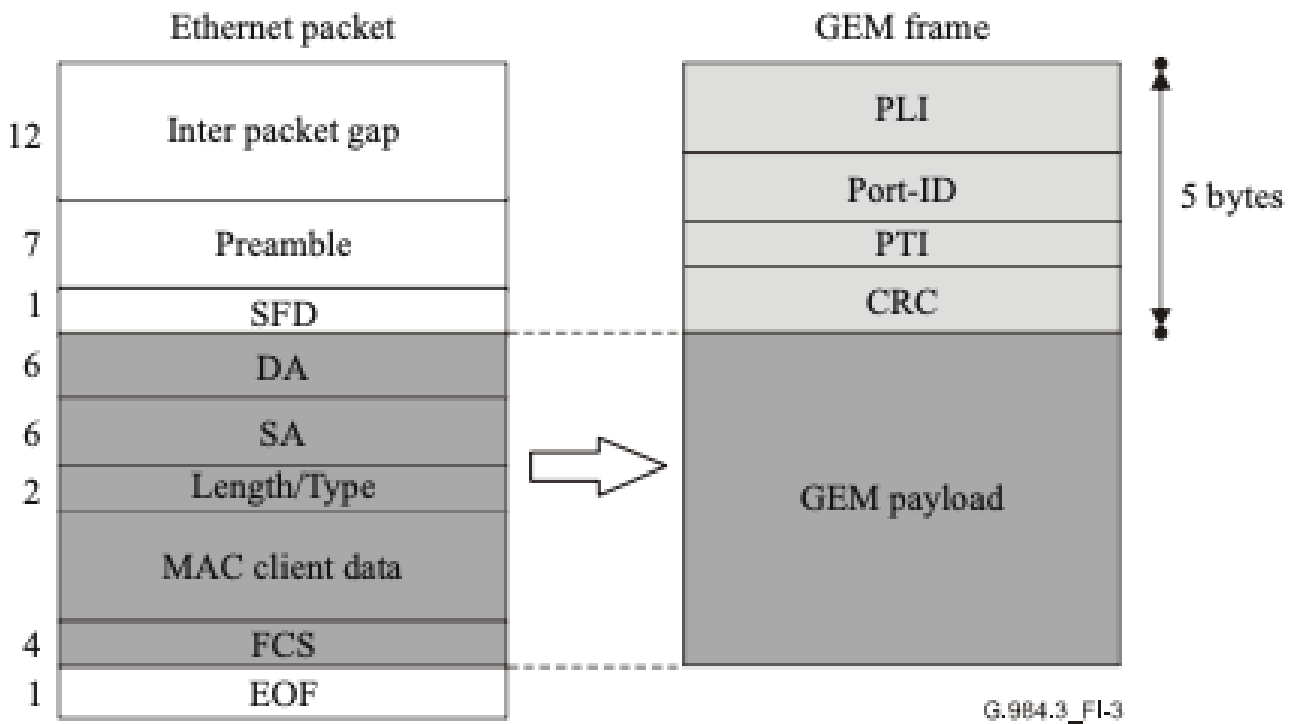 Ethernet packet
12 Inter packet gap
7 Preamble
1 SFD
6 DA
6 SA
2 Length/Type
MAC client data
4 FCS
1 EOF
GEM frame
PLI
Port-ID
PTI
CRC
5 bytes
GEM payload
G.984.3_FI-3